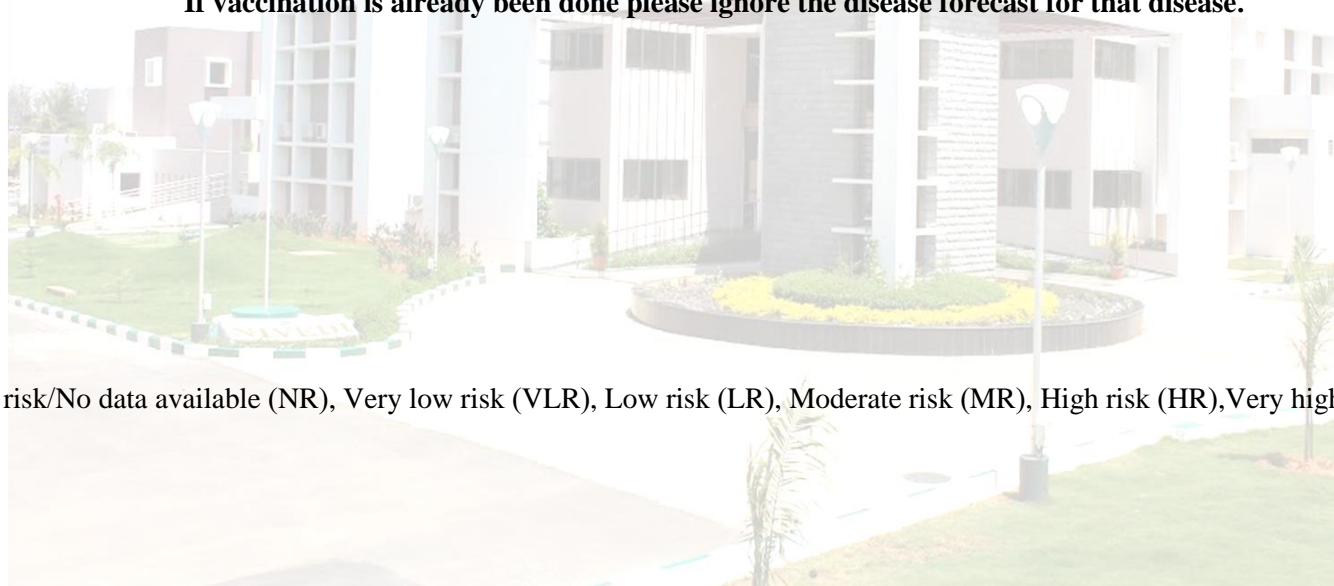 If vaccination is already been done please ignore the disease forecast for that disease.
NIVEDI
risk/No data available (NR), Very low risk (VLR), Low risk (LR), Moderate risk (MR), High risk (HR),Very high